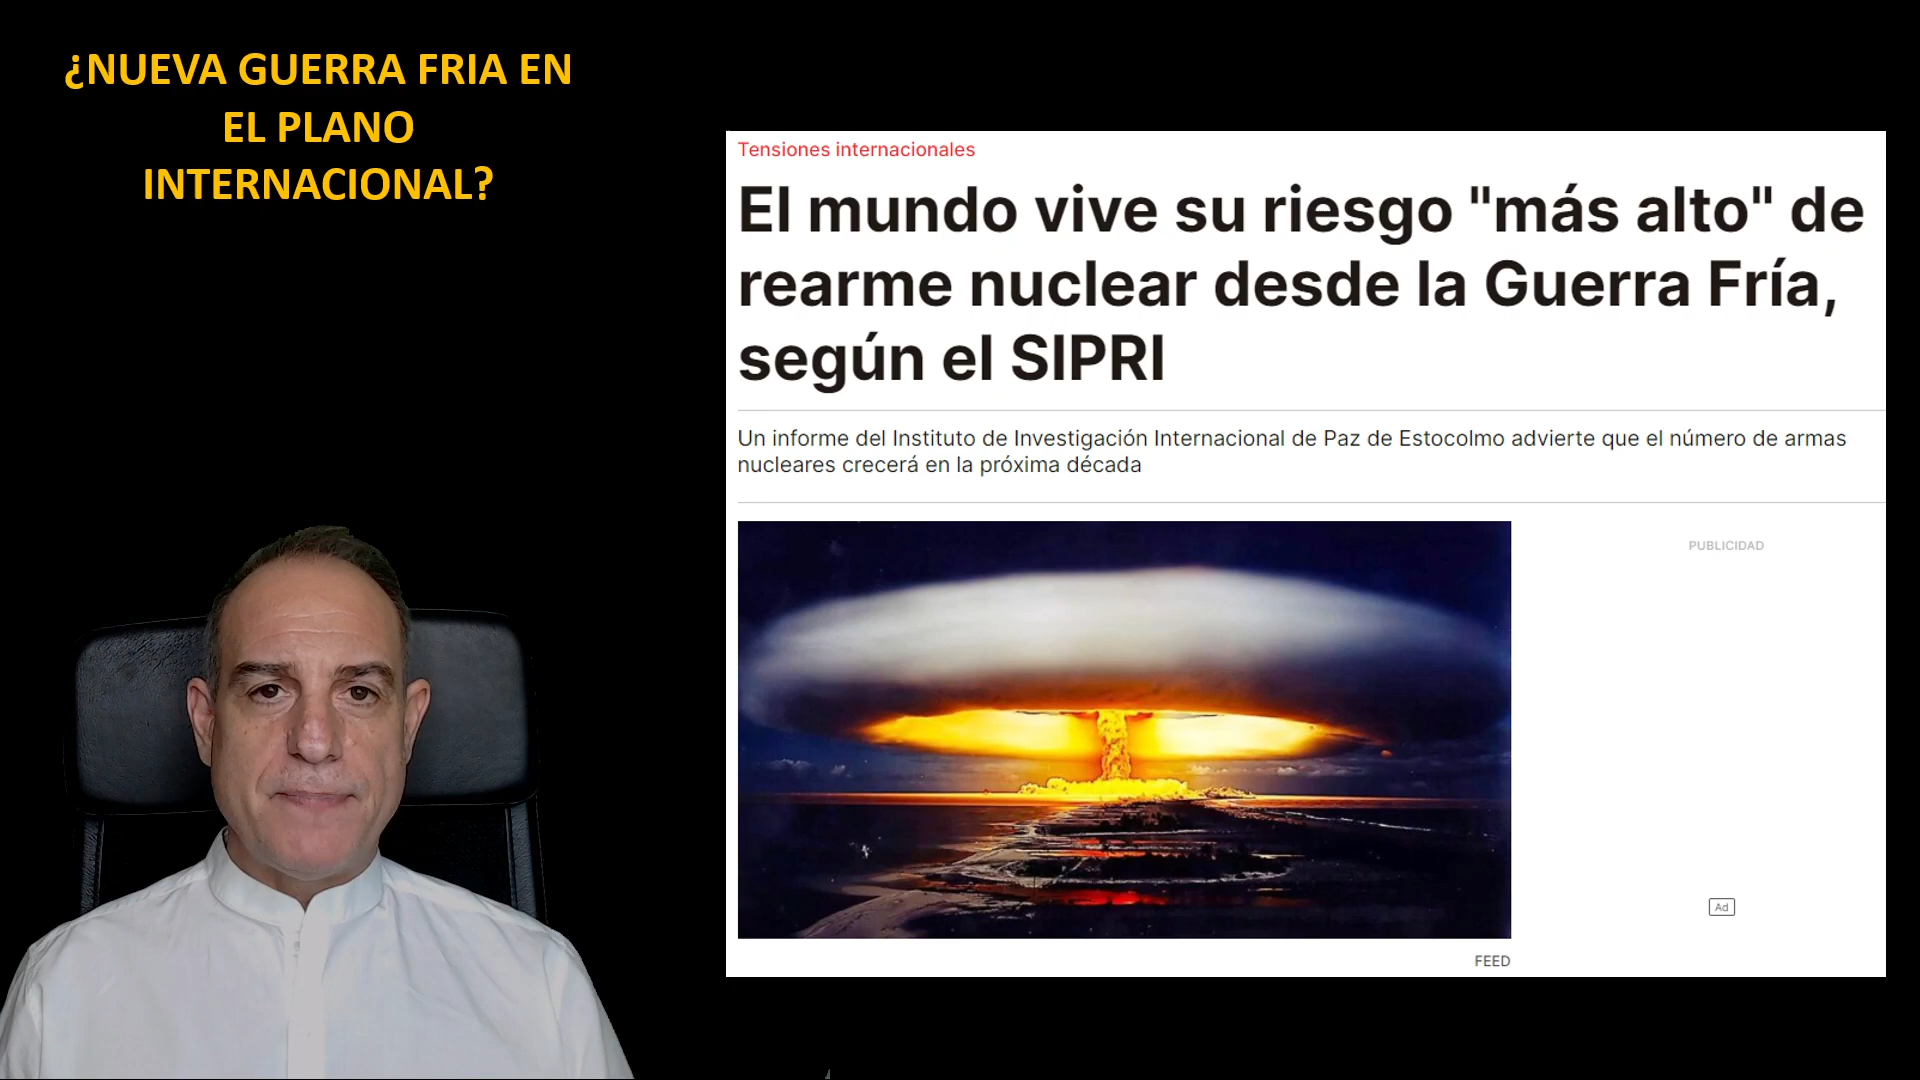 ¿NUEVA GUERRA FRIA EN
EL PLANO
INTERNACIONAL?
Tensiones internacionales
El mundo vive su riesgo "más alto" de
rearme nuclear desde la Guerra Fría,
según el SIPRI
Un informe del Instituto de Investigación Internacional de Paz de Estocolmo advierte que el número de armas
nucleares crecerá en la próxima década
PUBLICIDAD
Ad
FEED